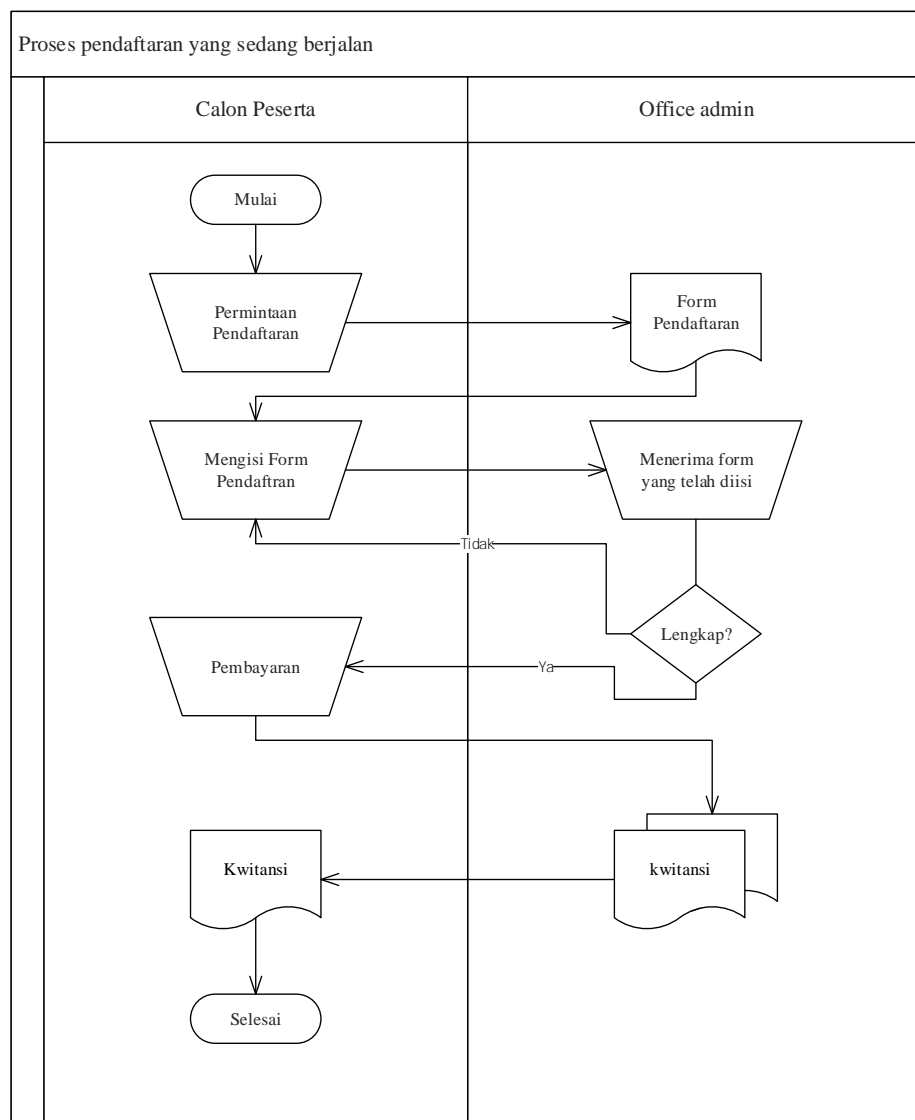 Proses pendaftaran yang sedang berjalan
Calon Peserta
Office admin
Mulai
Permintaan
Pendaftaran
Form
Pendaftaran
Mengisi Form
Pendaftran
Menerima form
yang telah diisi
Tidak
Lengkap?
Pembayaran
Ya
Kwitansi
kwitansi
Selesai